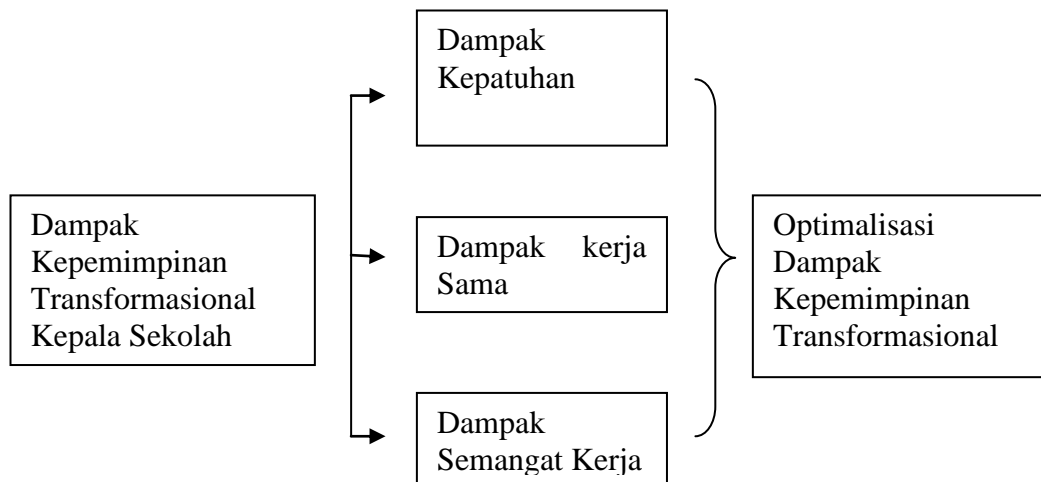 Dampak
Kepatuhan
Dampak
Kepemimpinan
Transformasional
Kepala Sekolah
Dampak kerja
Sama
Optimalisasi
Dampak
Kepemimpinan
Transformasional
Dampak
Semangat Kerja